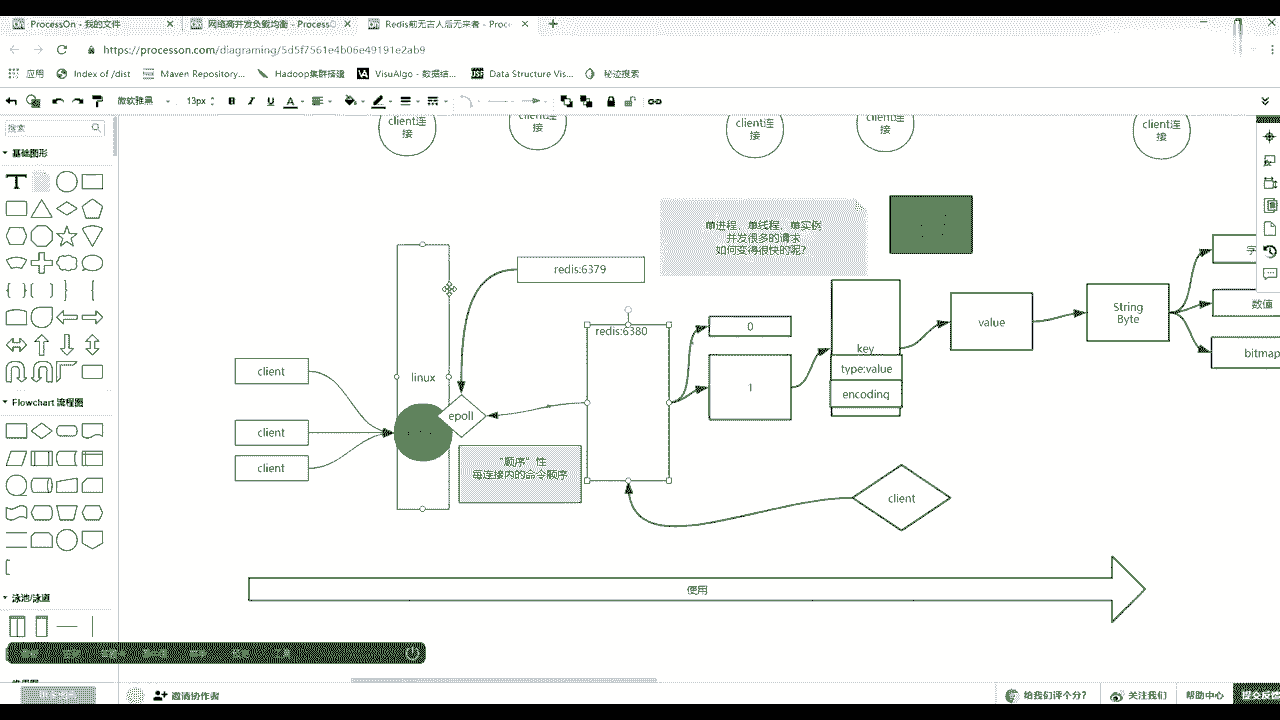 ProcessOn - 我的文件
网络高并发负载均衡 - Process
Redis前无古人后无来者 - Proc
https://processon.com/diagraming/5d5f7561e4b06e49191e2ab9
应用
Index of /dist
Maven Repository...
Hadoop集群搭建
VisuAlgo - 数据结...
Data Structure Vis...
秘迹搜索
微软雅黑
13px
搜索
基础图形
Flowchart 流程图
泳池/泳道
client连
接
client连
接
client连
接
client连
接
client连
接
单进程、单线程、单实例
并发很多的请求
如何变得很快的呢?
redis:6379
redis:6380
linux
client
client
client
epoll
"顺序"性
每连接内的命令顺序
0
1
key
type:value
encoding
value
String
Byte
字
数值
bitmap
client
使用
邀请协作者
给我们评个分?
关注我们
帮助中心
提交反馈